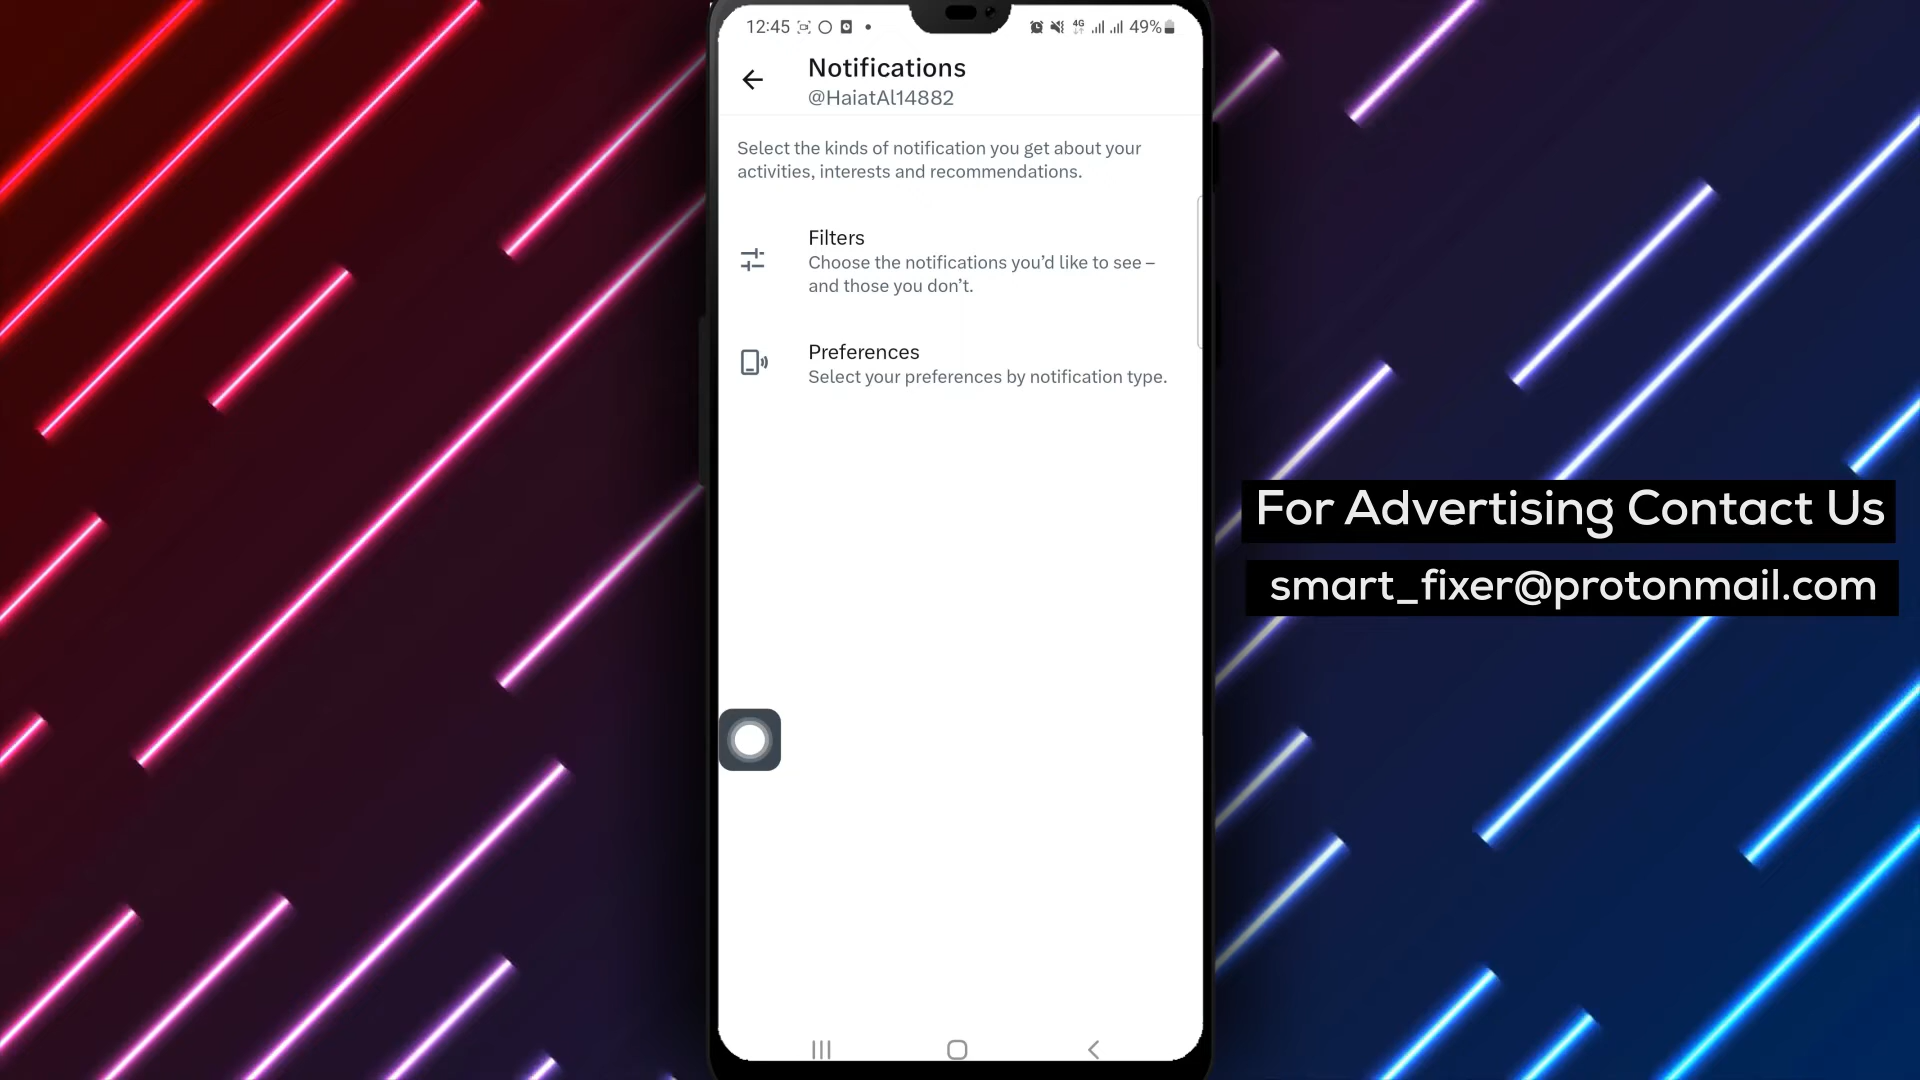 12:45
4G
49%
Notifications
@HaiatAl14882
Select the kinds of notification you get about your
activities, interests and recommendations.
Filters
Choose the notifications you'd like to see –
and those you don't.
Preferences
Select your preferences by notification type.
For Advertising Contact Us
smart_fixer@protonmail.com